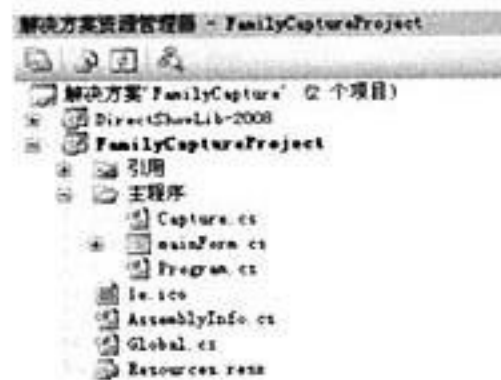 解决方案资源管理器 - FamilyCaptureProject
解决方案'FamilyCapture' (2 个项目)
DirectShowLib-2008
FamilyCaptureProject
引用
主程序
Capture.cs
mainForm.cs
Program.cs
ie.ico
AssemblyInfo.cs
Global.cs
Resources.resx